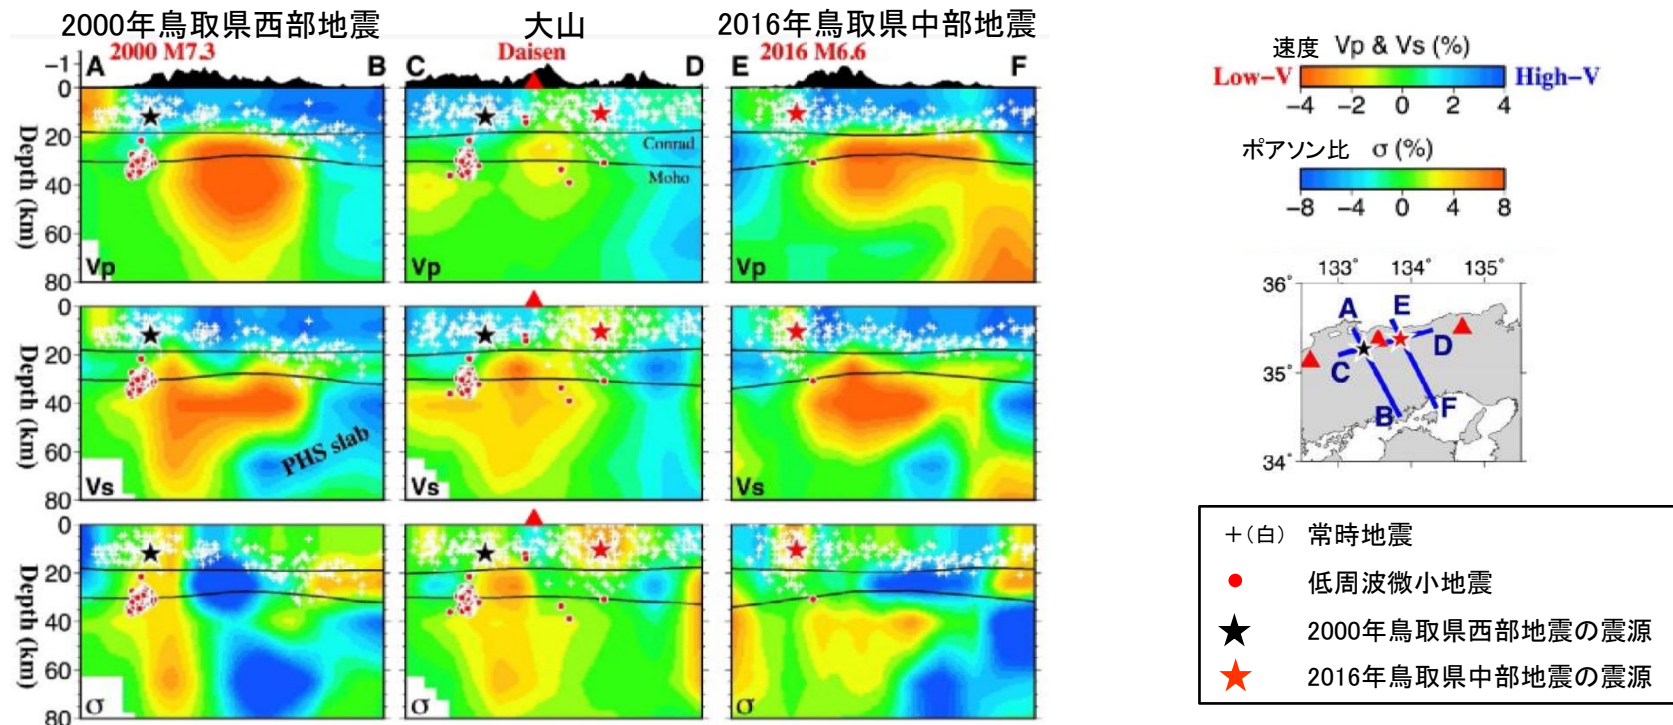 2000年鳥取県西部地震 大山 2016年鳥取県中部地震
2000 M7.3 Daisen 2016 M6.6
A B C D E F
−1
0
20
40
60
80
Depth (km)
Conrad
Moho
Vp Vp Vp
0
20
40
60
80
Depth (km)
PHS slab
Vs Vs Vs
0
20
40
60
80
Depth (km)
σ σ σ
速度 Vp & Vs (%)
Low−V High−V
−4 −2 0 2 4
ポアソン比 σ (%)
−8 −4 0 4 8
133° 134° 135°
36°
35°
34°
A E
D
C
B F
+(白) 常時地震
低周波微小地震
2000年鳥取県西部地震の震源
2016年鳥取県中部地震の震源